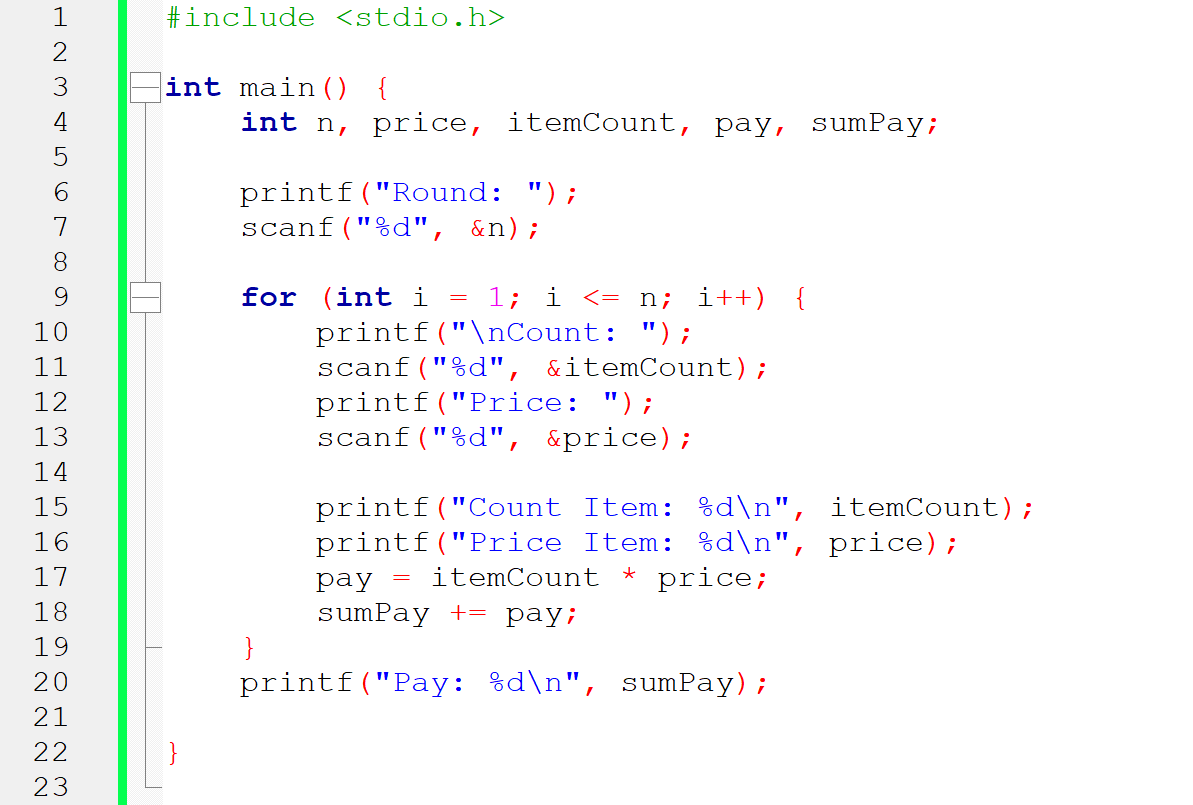 1 #include <stdio.h>
2
3 int main() {
4 int n, price, itemCount, pay, sumPay;
5
6 printf("Round: ");
7 scanf("%d", &n);
8
9 for (int i = 1; i <= n; i++) {
10 printf("\nCount: ");
11 scanf("%d", &itemCount);
12 printf("Price: ");
13 scanf("%d", &price);
14
15 printf("Count Item: %d\n", itemCount);
16 printf("Price Item: %d\n", price);
17 pay = itemCount * price;
18 sumPay += pay;
19 }
20 printf("Pay: %d\n", sumPay);
21
22 }
23